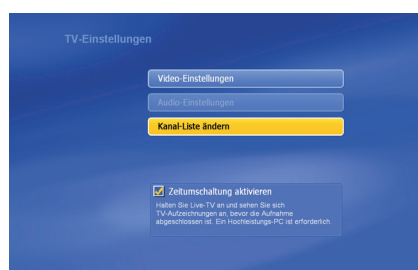 TV-Einstellungen
Video-Einstellungen
Audio-Einstellungen
Kanal-Liste ändern
Zeitumschaltung aktivieren
Halten Sie Live-TV an und sehen Sie sich
TV-Aufzeichnungen an, bevor die Aufnahme
abgeschlossen ist. Ein Hochleistungs-PC ist erforderlich.